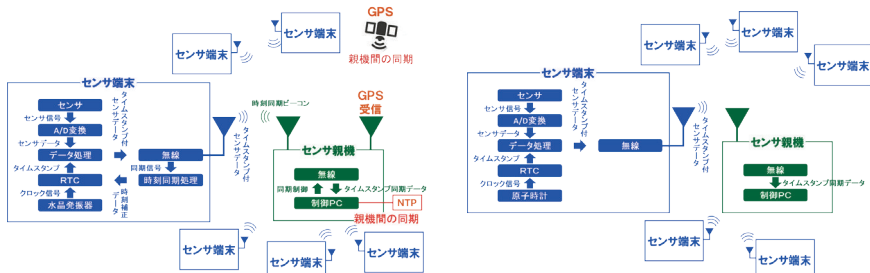 GPS
親機間の同期
センサ端末
センサ端末
センサ端末
センサ
センサ信号
A/D変換
センサデータ
データ処理
タイムスタンプ
RTC
クロック信号
水晶発振器
タイムスタンプ付
センサデータ
無線
同期信号
時刻同期処理
時刻補正
データ
タイムスタンプ付
センサデータ
時刻同期ビーコン
GPS
受信
センサ親機
無線
同期制御
タイムスタンプ同期データ
制御PC
NTP
親機間の同期
センサ端末
センサ端末
センサ端末
センサ端末
センサ端末
センサ端末
センサ端末
センサ
センサ信号
A/D変換
センサデータ
データ処理
タイムスタンプ
RTC
クロック信号
原子時計
タイムスタンプ付
センサデータ
無線
タイムスタンプ付
センサデータ
センサ親機
無線
タイムスタンプ同期データ
制御PC
センサ端末
センサ端末